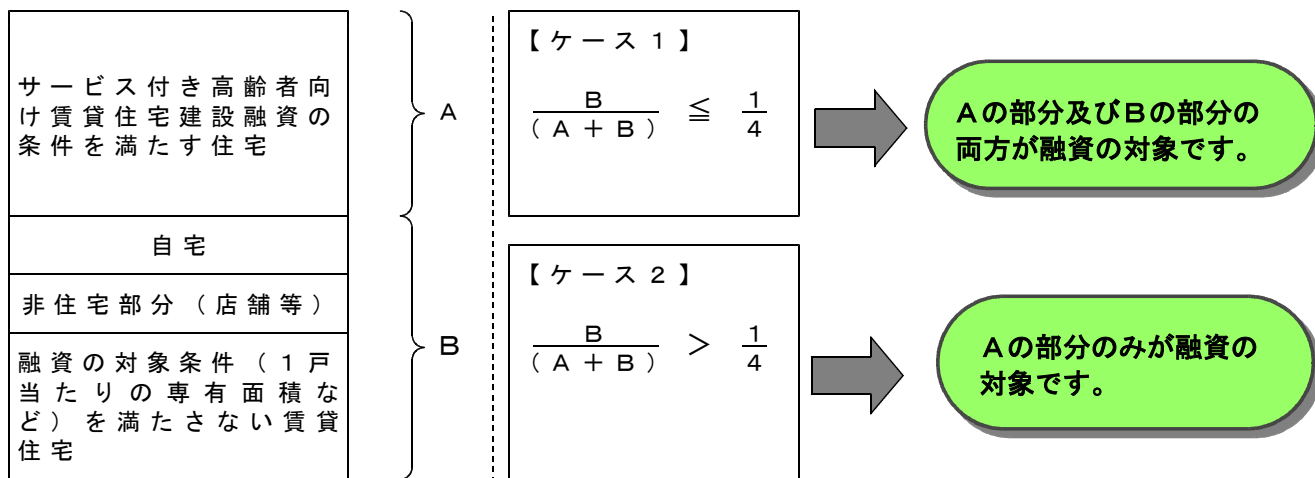 サービス付き高齢者向
け賃貸住宅建設融資の
条件を満たす住宅
自宅
非住宅部分（店舗等）
融資の対象条件（１戸
当たりの専有面積な
ど）を満たさない賃貸
住宅
A
B
【ケース１】
B
（A＋B）
≦
1
4
【ケース２】
B
（A＋B）
＞
1
4
Aの部分及びBの部分の
両方が融資の対象です。
Aの部分のみが融資の
対象です。